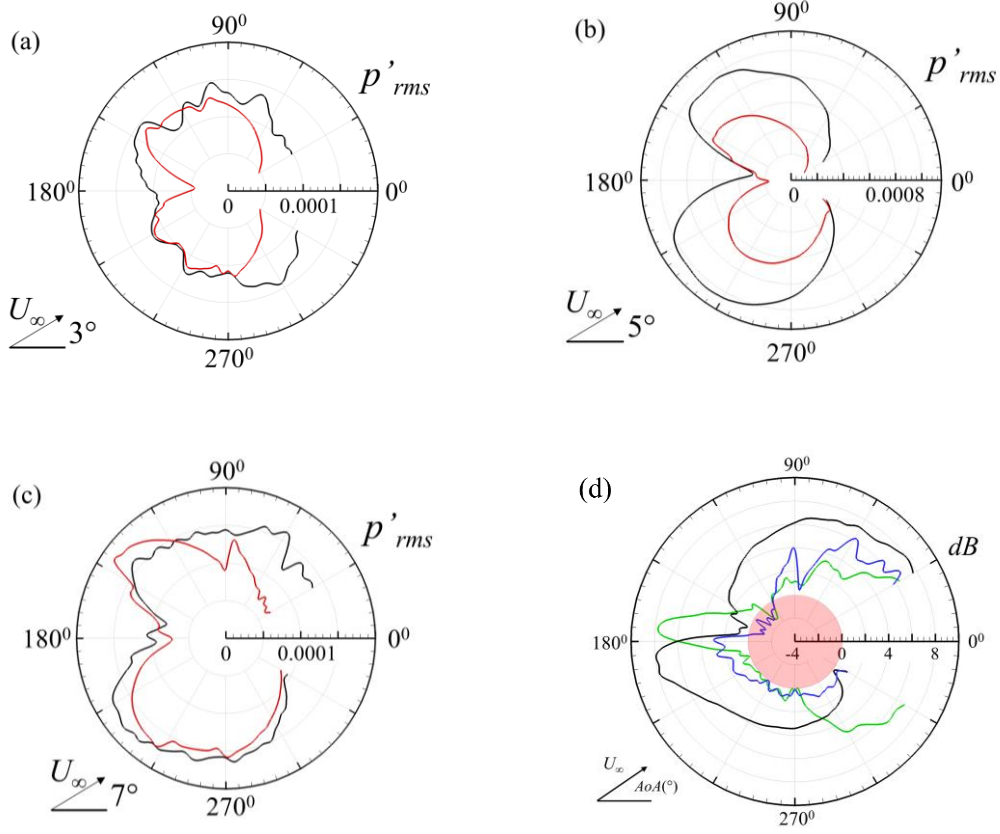 (a)
90⁰
p'rms
180⁰
0
0.0001
0⁰
U∞
3°
270⁰
(b)
90⁰
p'rms
180⁰
0
0.0008
0⁰
U∞
5°
270⁰
(c)
90⁰
p'rms
180⁰
0
0.0001
0⁰
U∞
7°
270⁰
(d)
90⁰
dB
180⁰
-4
0
4
8
0⁰
U∞
AoA(°)
270⁰